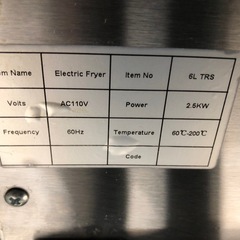 em Name Electric Fryer Item No 6L TRS
Volts AC110V Power 2.5KW
Frequency 60Hz Temperature 60℃-200℃
Code